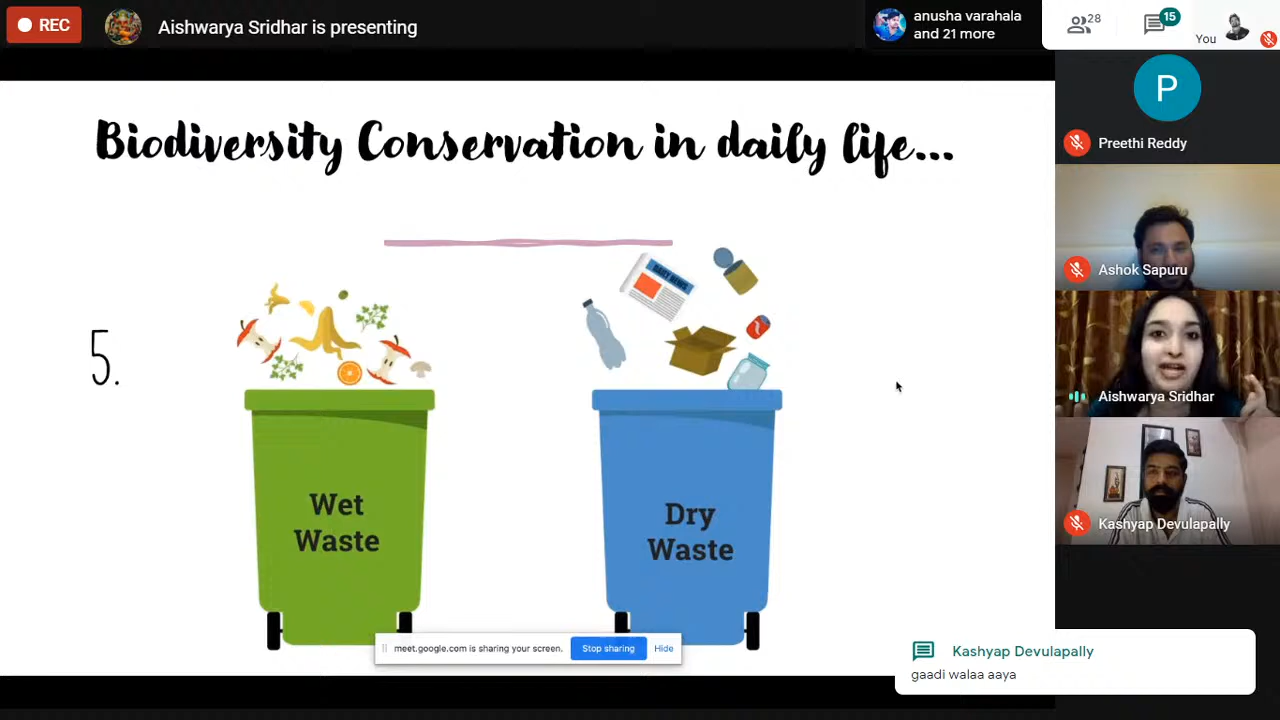 REC
Aishwarya Sridhar is presenting
anusha varahala
and 21 more
28
15
You
Biodiversity Conservation in daily life...
5.
DAILY NEWS
Wet
Waste
Dry
Waste
meet.google.com is sharing your screen.
Stop sharing
Hide
P
Preethi Reddy
Ashok Sapuru
Aishwarya Sridhar
Kashyap Devulapally
Kashyap Devulapally
gaadi walaa aaya